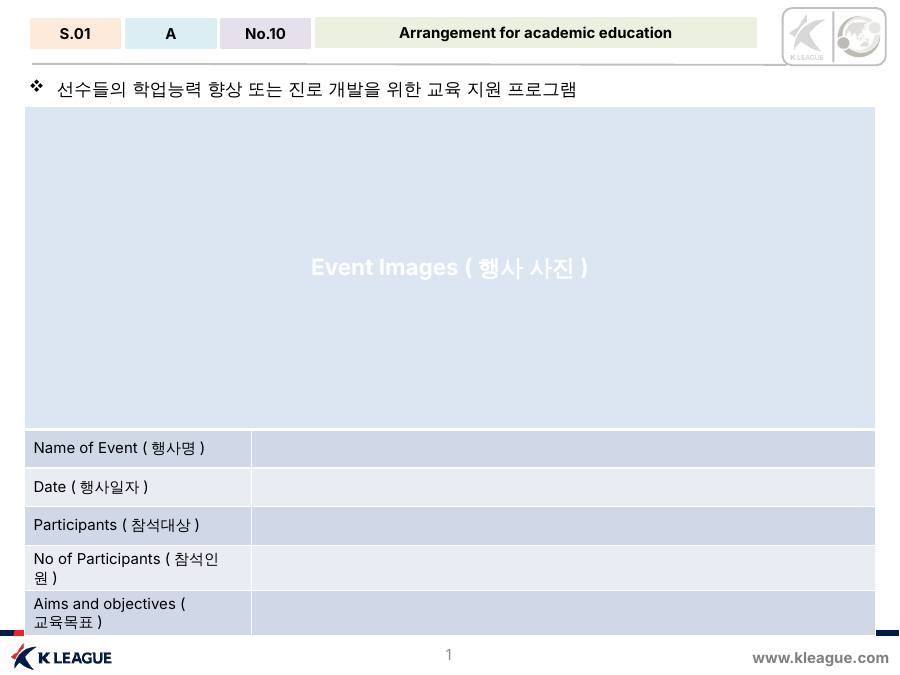 S.01 A No.10 Arrangement for academic education
K LEAGUE
❖ 선수들의 학업능력 향상 또는 진로 개발을 위한 교육 지원 프로그램
Event Images ( 행사 사진 )
Name of Event ( 행사명 )
Date ( 행사일자 )
Participants ( 참석대상 )
No of Participants ( 참석인
원 )
Aims and objectives (
교육목표 )
K LEAGUE 1 www.kleague.com